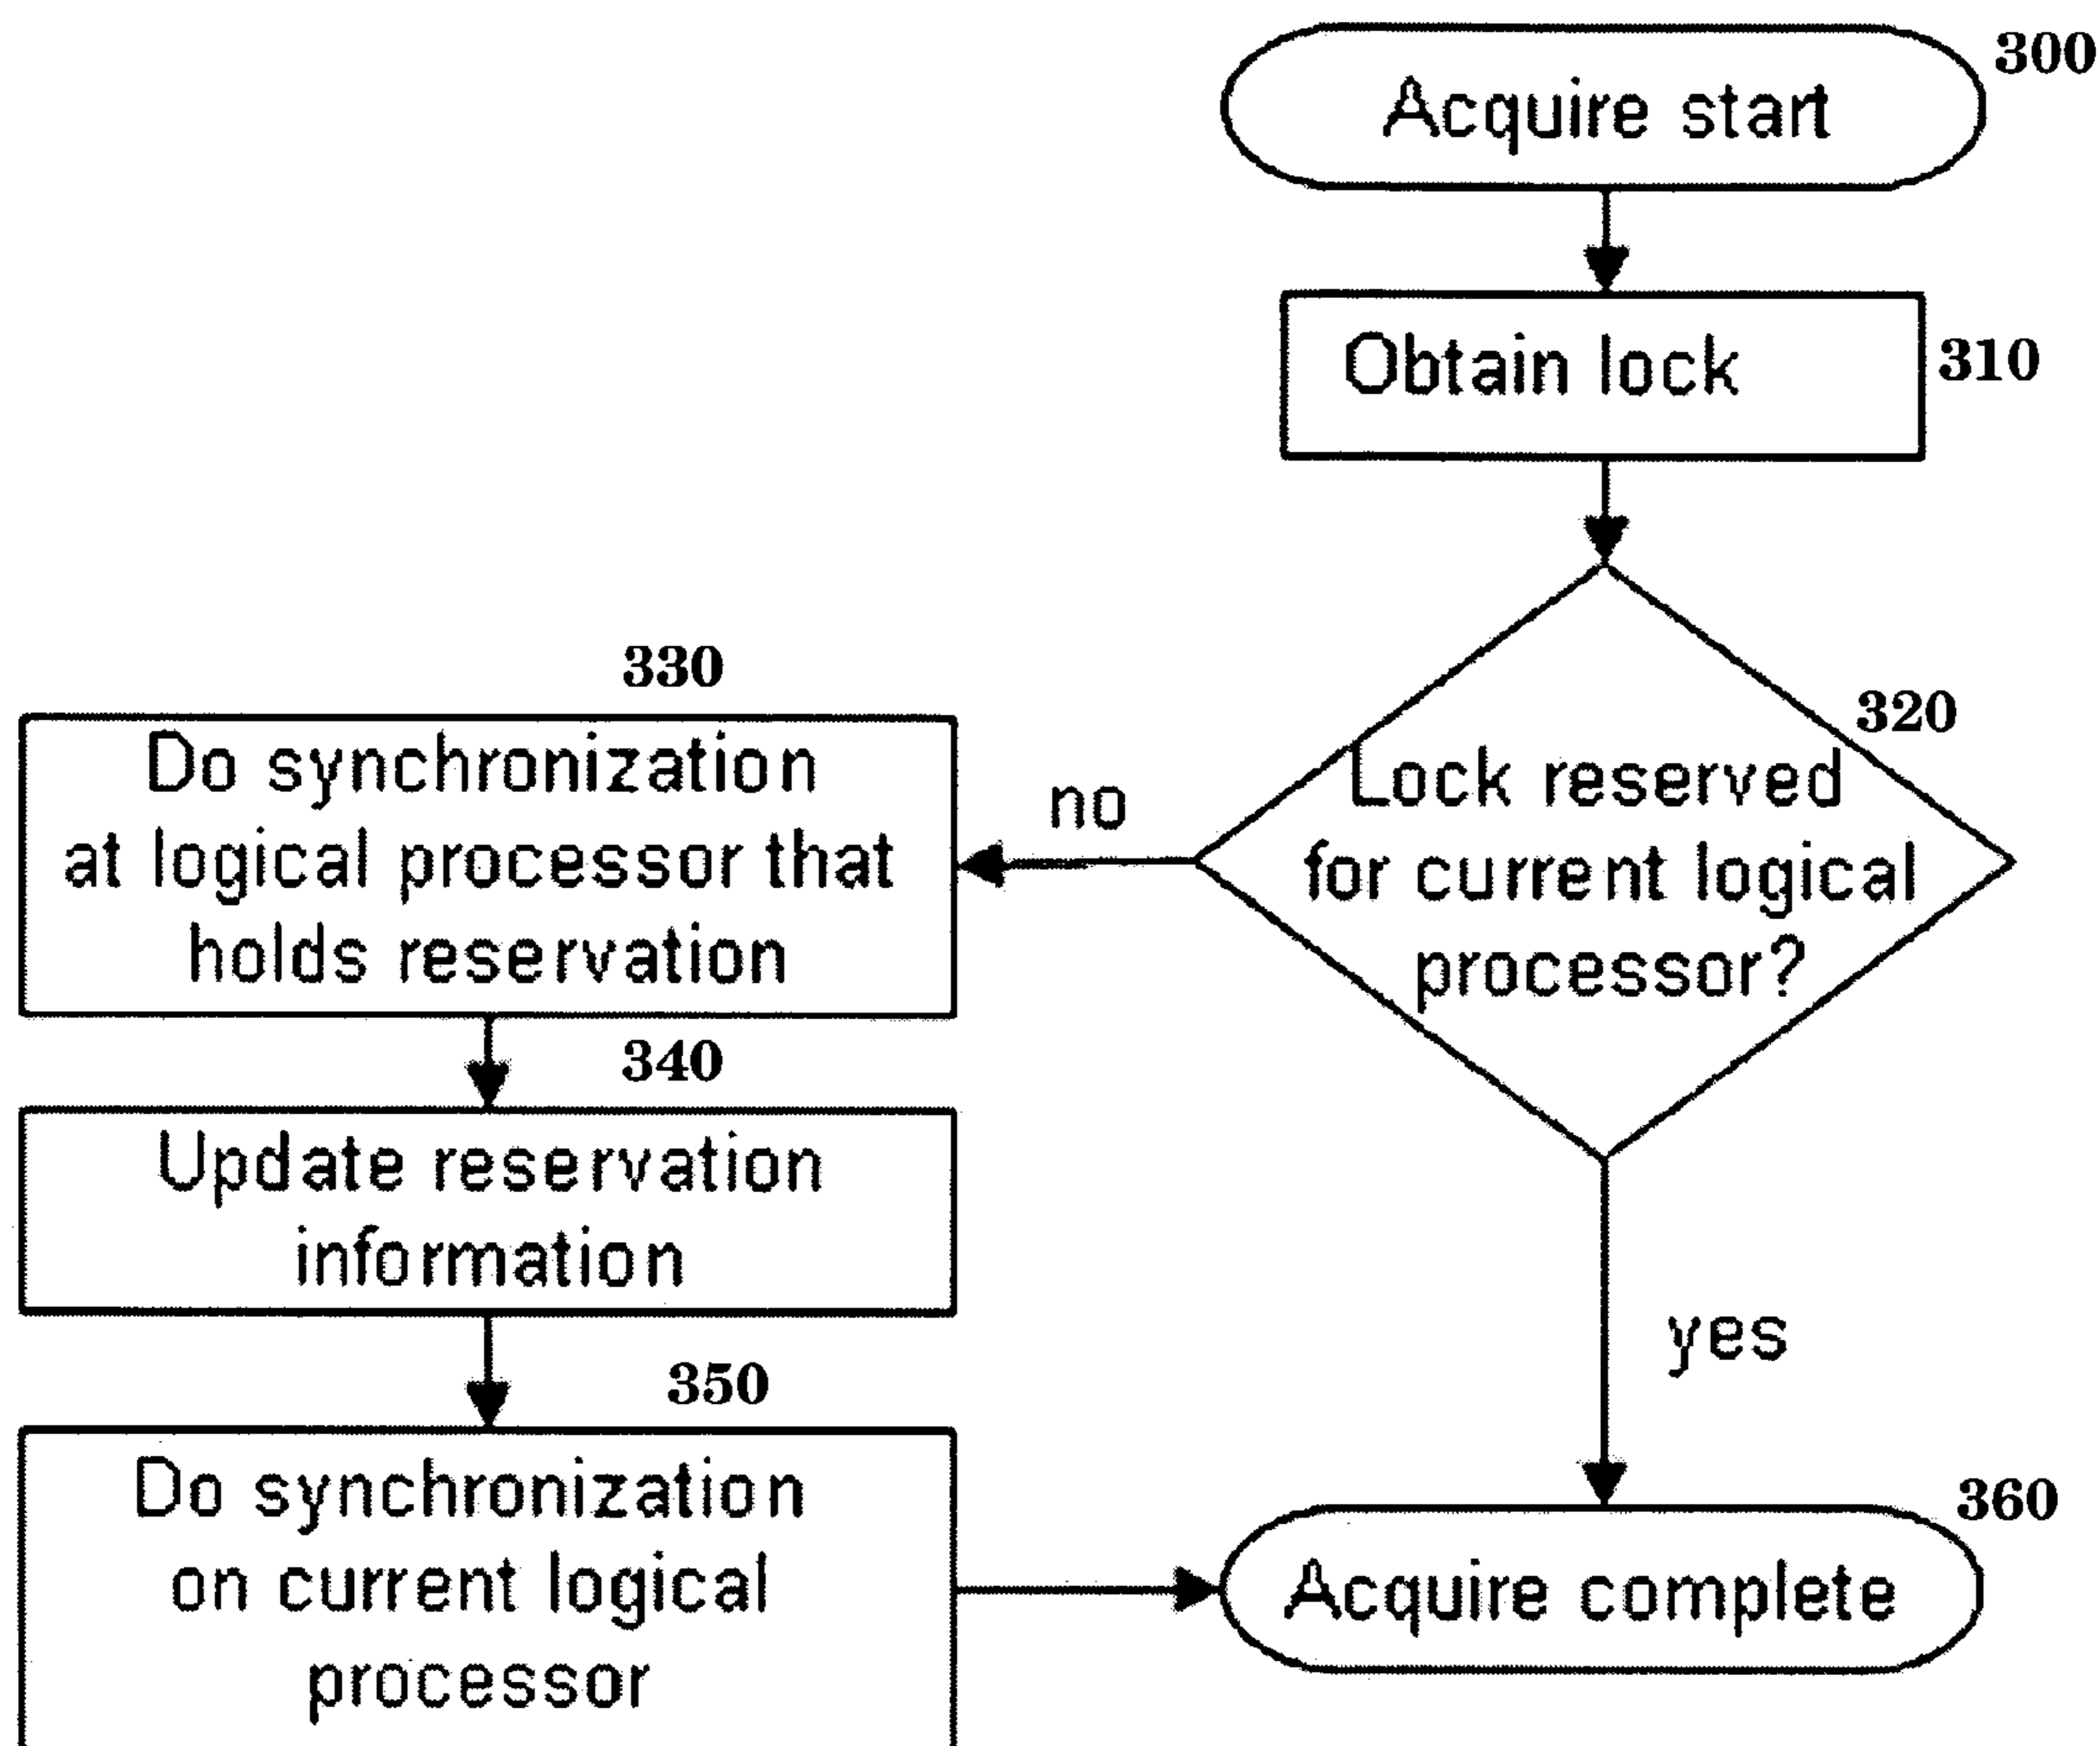 Acquire start
300
Obtain lock
310
320
Lock reserved
for current logical
processor?
no
yes
330
Do synchronization
at logical processor that
holds reservation
340
Update reservation
information
350
Do synchronization
on current logical
processor
360
Acquire complete